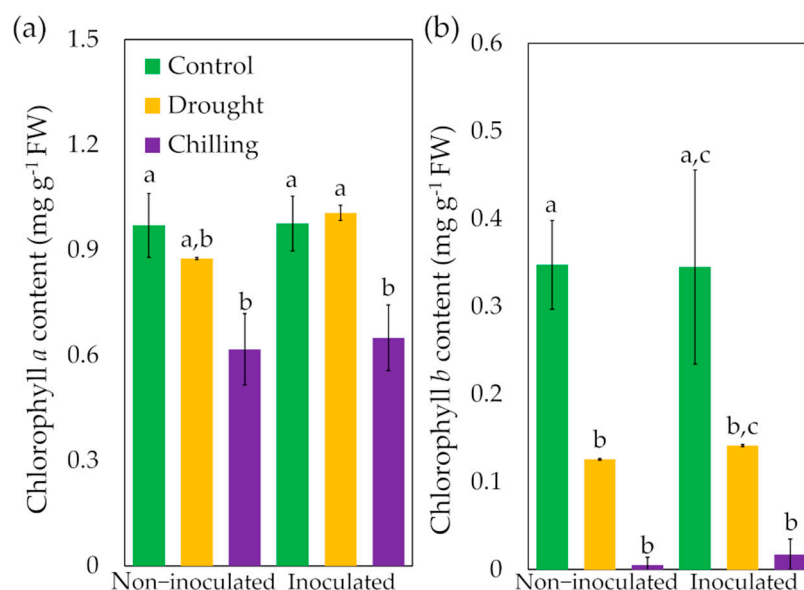 (a)
Chlorophyll a content (mg g-1 FW)
1.5
1.2
0.9
0.6
0.3
0
Control
Drought
Chilling
a
a,b
b
a
a
b
Non–inoculated
Inoculated
(b)
Chlorophyll b content (mg g-1 FW)
0.6
0.5
0.4
0.3
0.2
0.1
0
a
b
b
a,c
b,c
b
Non–inoculated
Inoculated